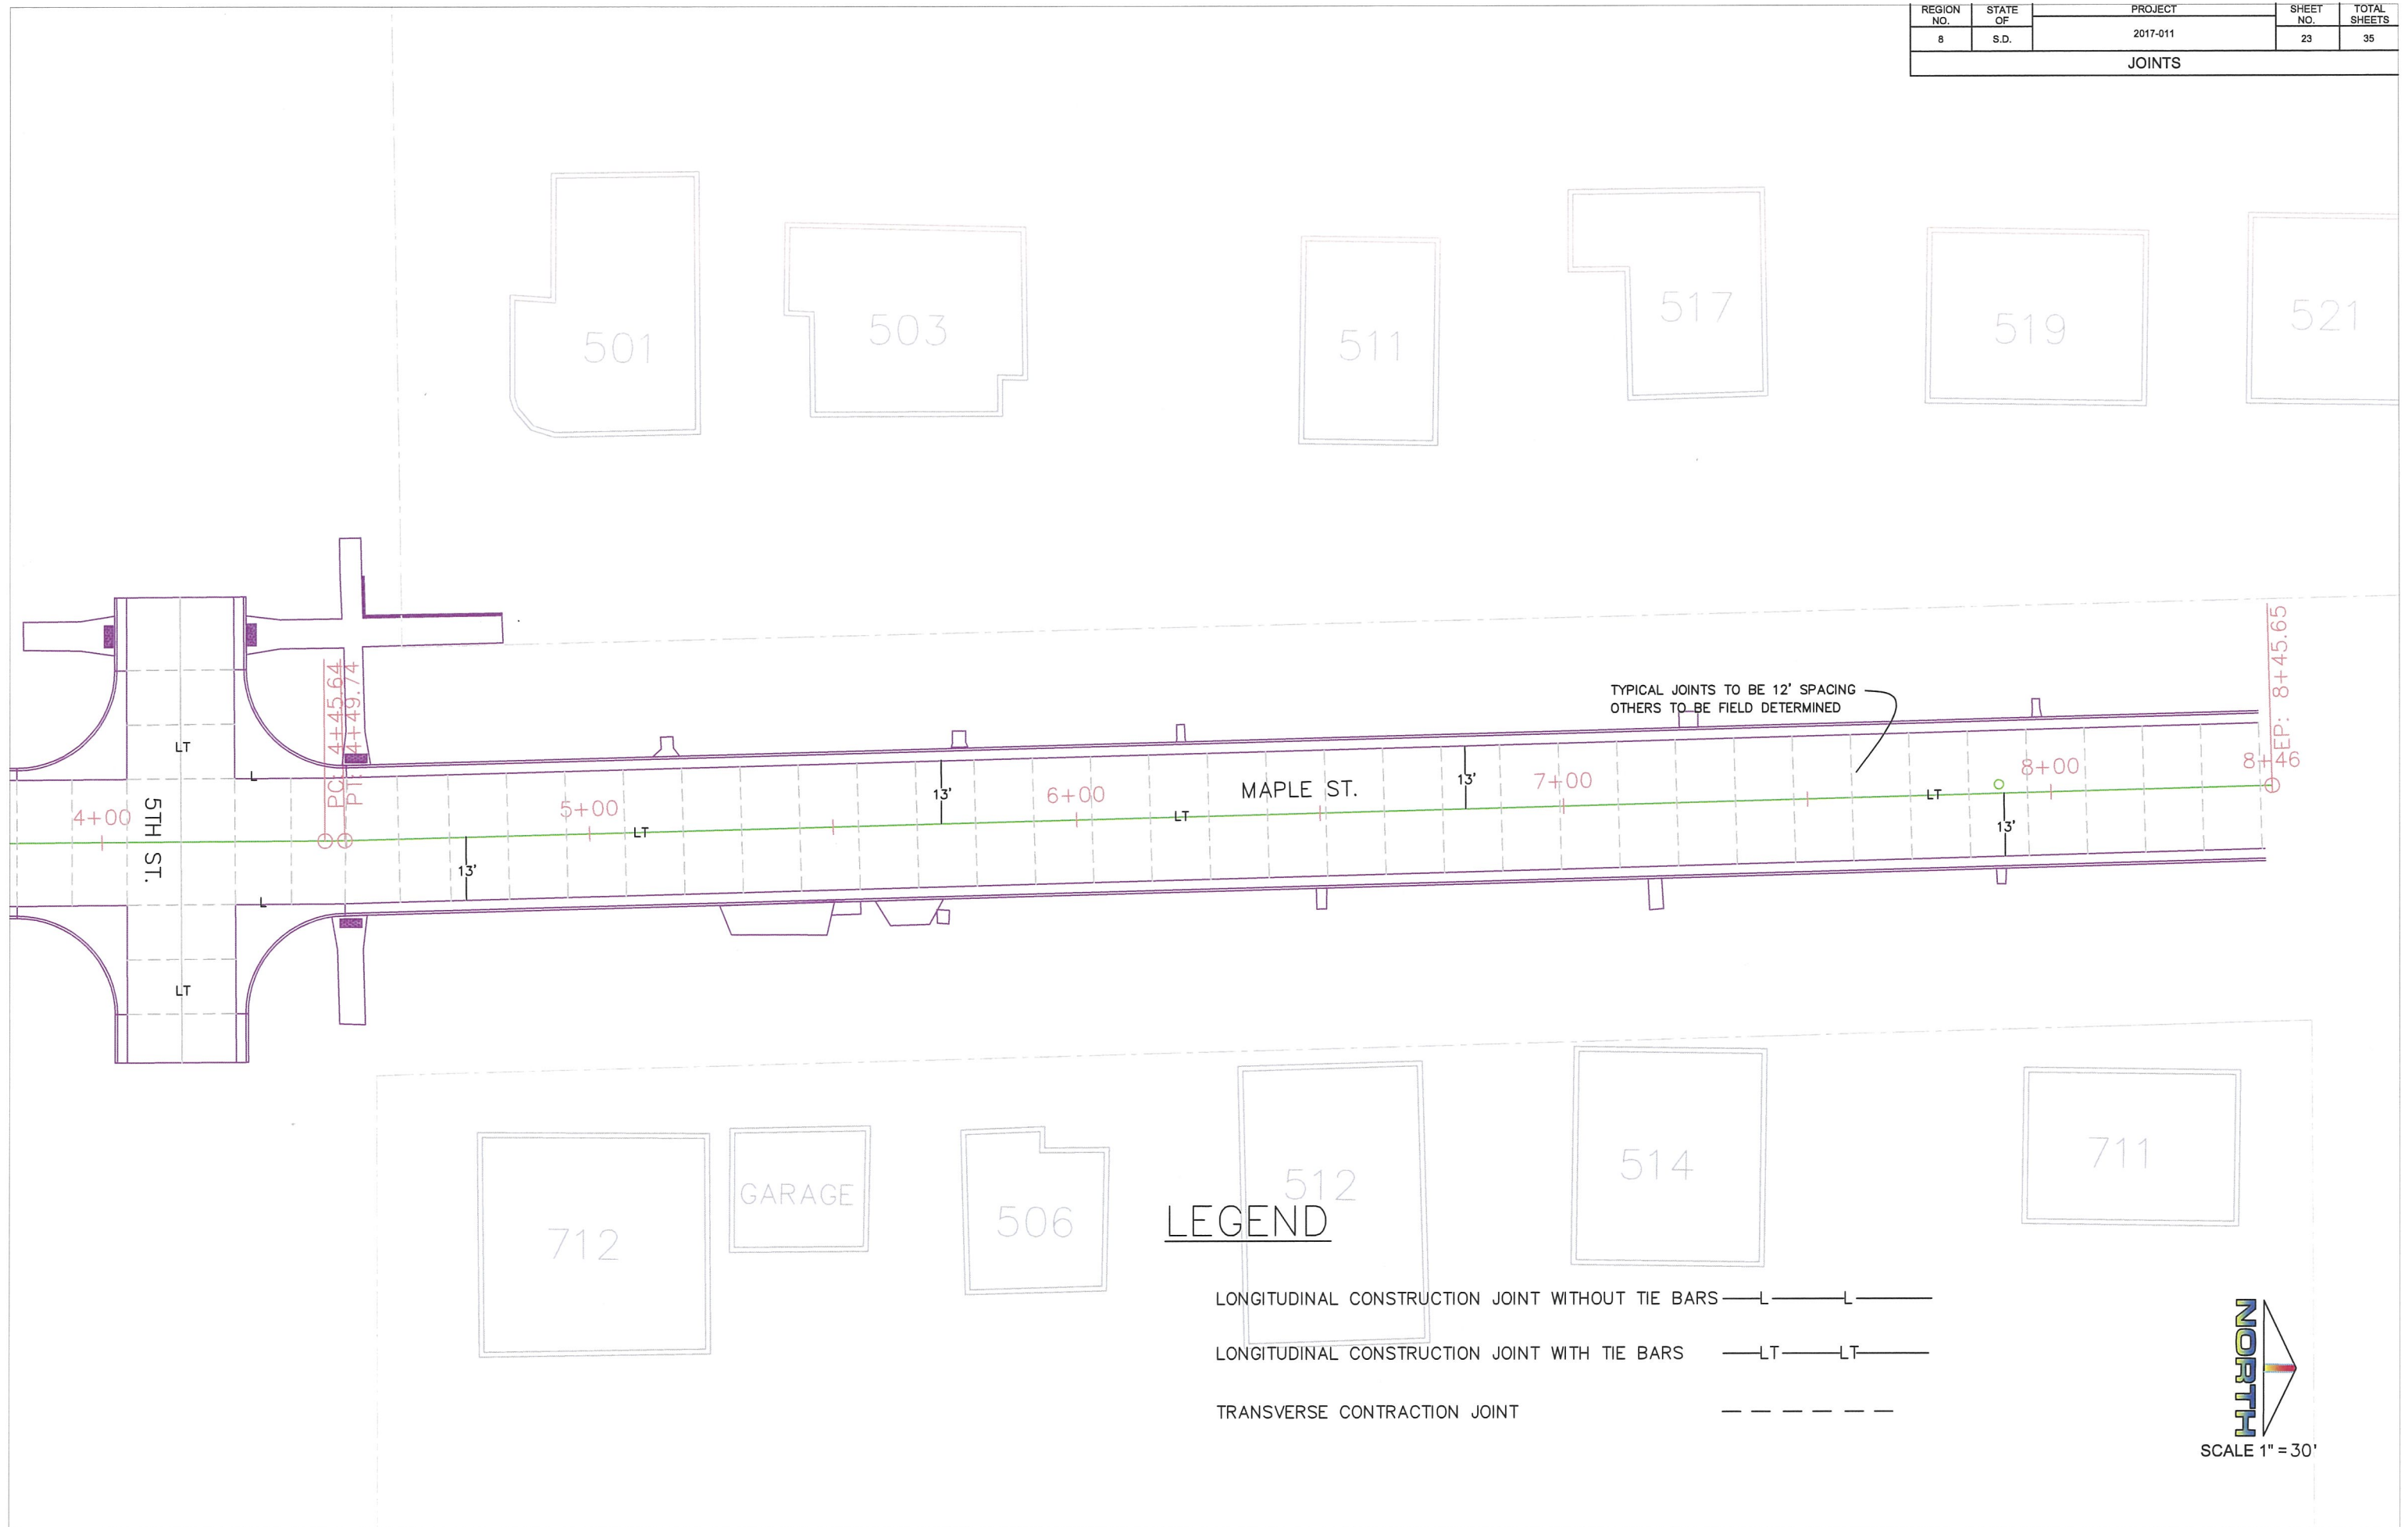 REGION NO.
STATE OF
PROJECT
SHEET NO.
TOTAL SHEETS
8
S.D.
2017-011
23
35
JOINTS
501
503
511
517
519
521
TYPICAL JOINTS TO BE 12' SPACING
OTHERS TO BE FIELD DETERMINED
PC: 4+45.64
PT: 4+49.74
EP: 8+45.65
8+46
LT
L
4+00
5TH ST.
5+00
LT
13'
13'
6+00
LT
MAPLE ST.
13'
7+00
LT
8+00
13'
L
LT
712
GARAGE
506
512
514
711
LEGEND
LONGITUDINAL CONSTRUCTION JOINT WITHOUT TIE BARS L L
LONGITUDINAL CONSTRUCTION JOINT WITH TIE BARS LT LT
TRANSVERSE CONTRACTION JOINT
NORTH
SCALE 1" = 30'